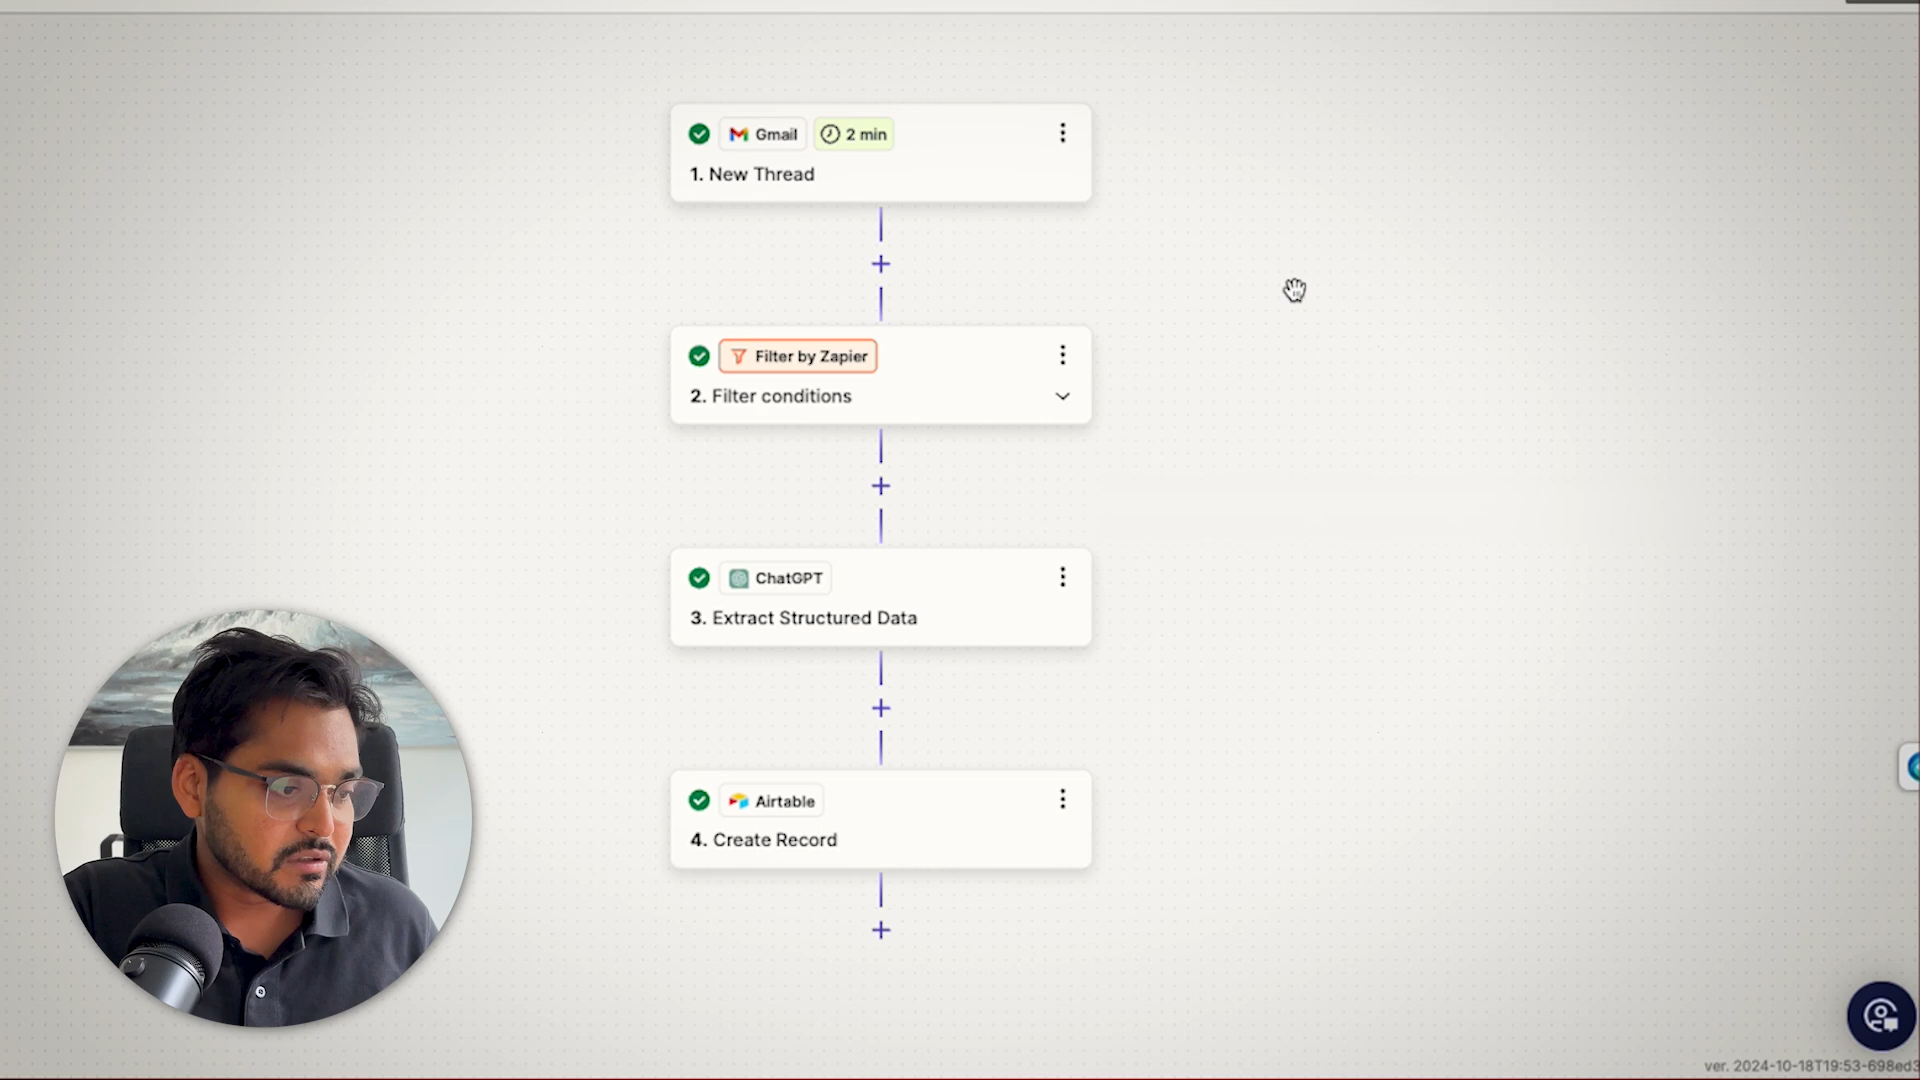 Gmail 2 min
1. New Thread
Filter by Zapier
2. Filter conditions
ChatGPT
3. Extract Structured Data
Airtable
4. Create Record
ver. 2024-10-18T19:53-698ed3